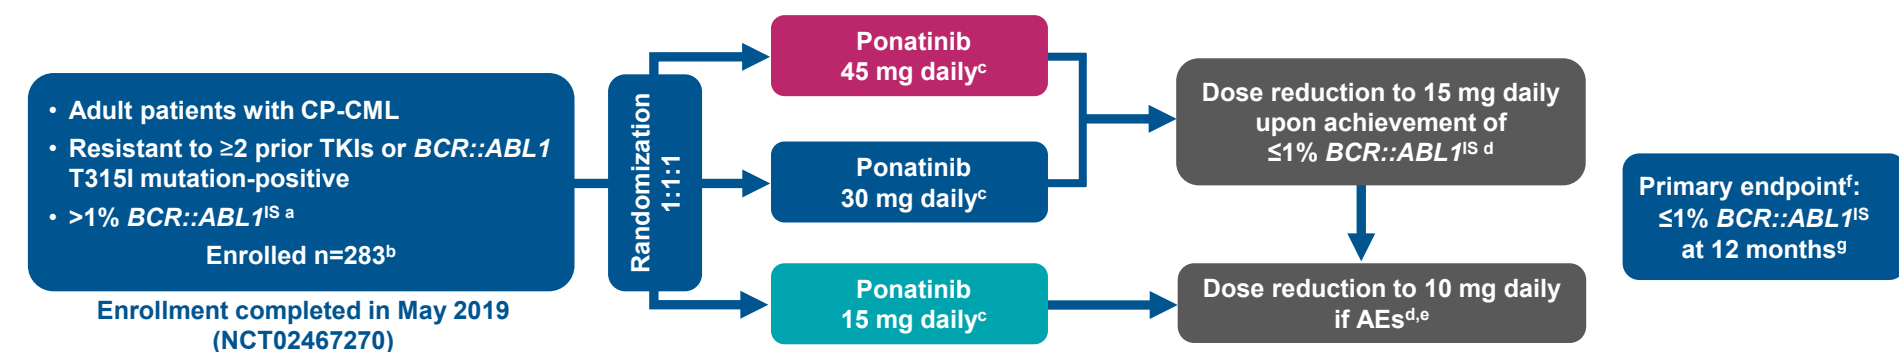 • Adult patients with CP-CML
• Resistant to ≥2 prior TKIs or BCR::ABL1
T315I mutation-positive
• >1% BCR::ABL1IS a
Enrolled n=283b
Enrollment completed in May 2019
(NCT02467270)
Randomization
1:1:1
Ponatinib
45 mg dailyc
Ponatinib
30 mg dailyc
Ponatinib
15 mg dailyc
Dose reduction to 15 mg daily
upon achievement of
≤1% BCR::ABL1IS d
Dose reduction to 10 mg daily
if AEsd,e
Primary endpointf:
≤1% BCR::ABL1IS
at 12 monthsg